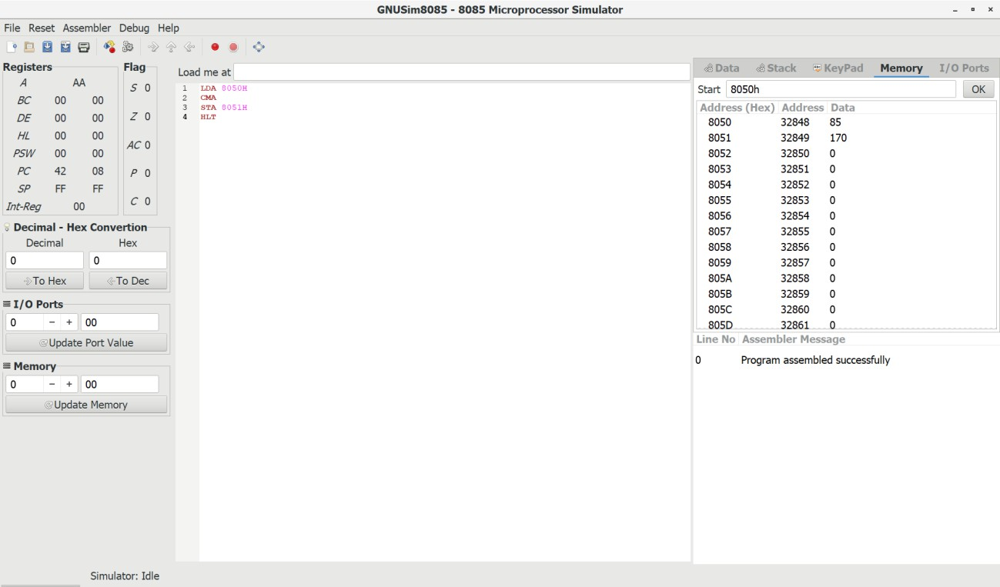 GNUSim8085 - 8085 Microprocessor Simulator
File Reset Assembler Debug Help
Registers
A AA
BC 00 00
DE 00 00
HL 00 00
PSW 00 00
PC 42 08
SP FF FF
Int-Reg 00
Flag
S 0
Z 0
AC 0
P 0
C 0
Decimal - Hex Convertion
Decimal Hex
0 0
To Hex To Dec
I/O Ports
0 − + 00
Update Port Value
Memory
0 − + 00
Update Memory
Load me at
1 LDA 8050H
2 CMA
3 STA 8051H
4 HLT
Data Stack KeyPad Memory I/O Ports
Start 8050h OK
Address (Hex) Address Data
8050 32848 85
8051 32849 170
8052 32850 0
8053 32851 0
8054 32852 0
8055 32853 0
8056 32854 0
8057 32855 0
8058 32856 0
8059 32857 0
805A 32858 0
805B 32859 0
805C 32860 0
805D 32861 0
Line No Assembler Message
0 Program assembled successfully
Simulator: Idle